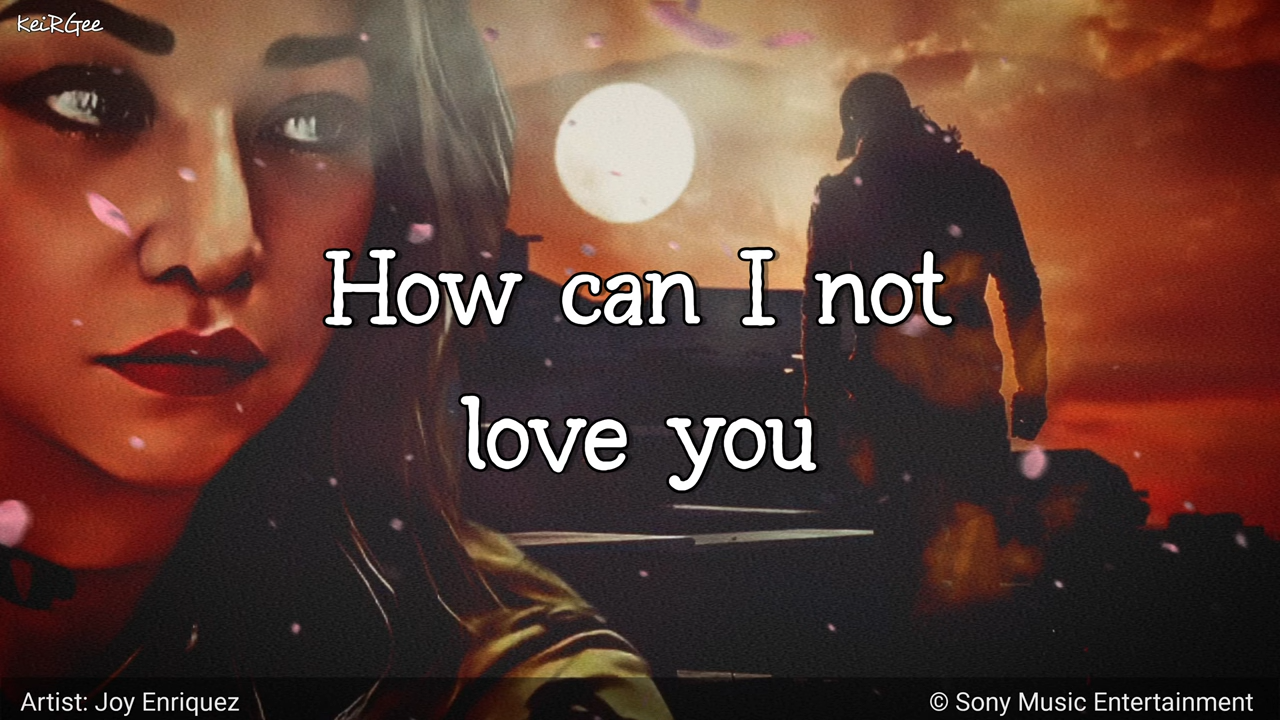 KeiRGee
How can I not
love you
Artist: Joy Enriquez
© Sony Music Entertainment